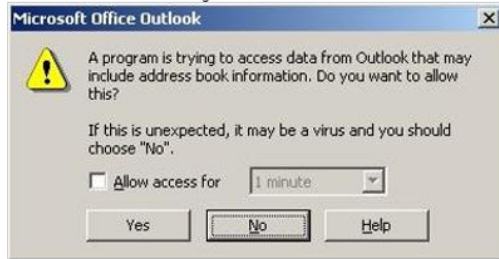 Microsoft Office Outlook
A program is trying to access data from Outlook that may
include address book information. Do you want to allow
this?
If this is unexpected, it may be a virus and you should
choose "No".
Allow access for 1 minute
Yes No Help